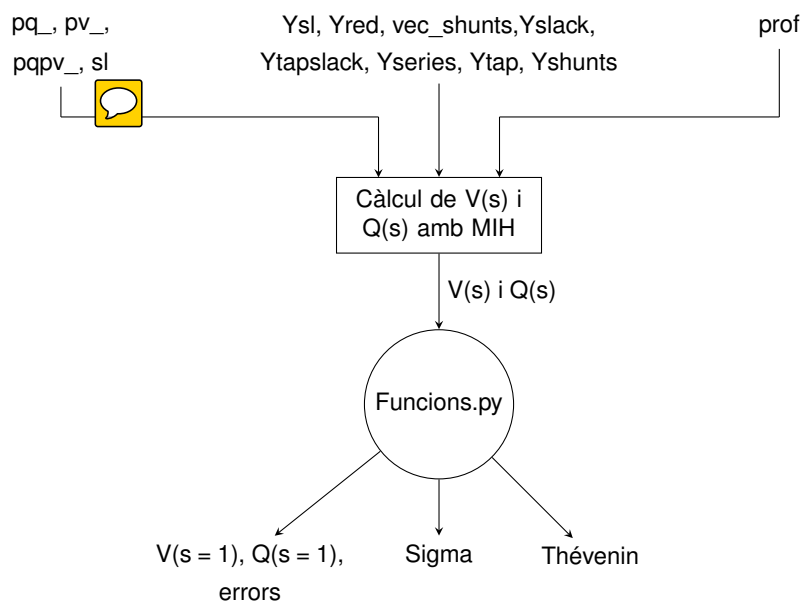 pq_, pv_,
pqpv_, sl
Ysl, Yred, vec_shunts,Yslack,
Ytapslack, Yseries, Ytap, Yshunts
prof
Càlcul de V(s) i
Q(s) amb MIH
V(s) i Q(s)
Funcions.py
V(s = 1), Q(s = 1),
errors
Sigma
Thévenin